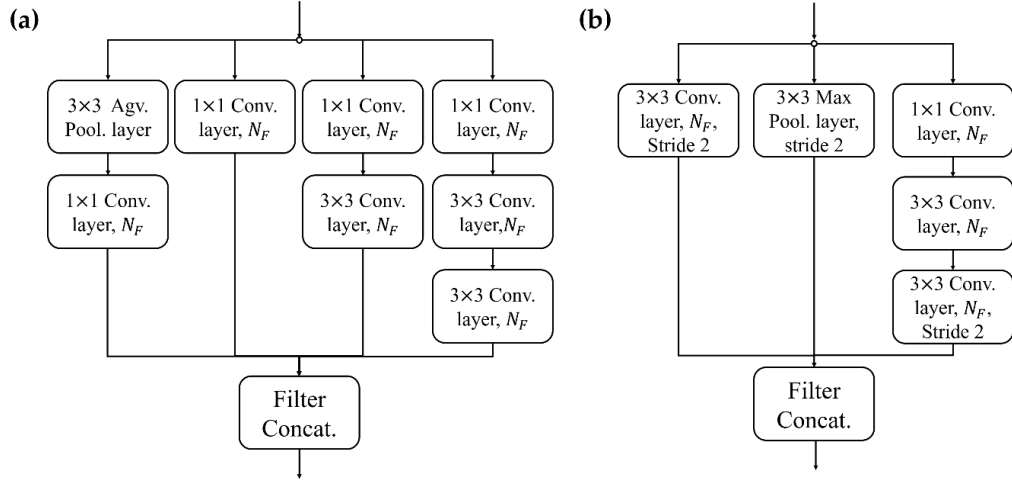 (a)
3×3 Agv.
Pool. layer
1×1 Conv.
layer, N_F
1×1 Conv.
layer, N_F
1×1 Conv.
layer, N_F
1×1 Conv.
layer, N_F
3×3 Conv.
layer, N_F
3×3 Conv.
layer,N_F
3×3 Conv.
layer, N_F
Filter
Concat.
(b)
3×3 Conv.
layer, N_F,
Stride 2
3×3 Max
Pool. layer,
stride 2
1×1 Conv.
layer, N_F
3×3 Conv.
layer, N_F
3×3 Conv.
layer, N_F,
Stride 2
Filter
Concat.